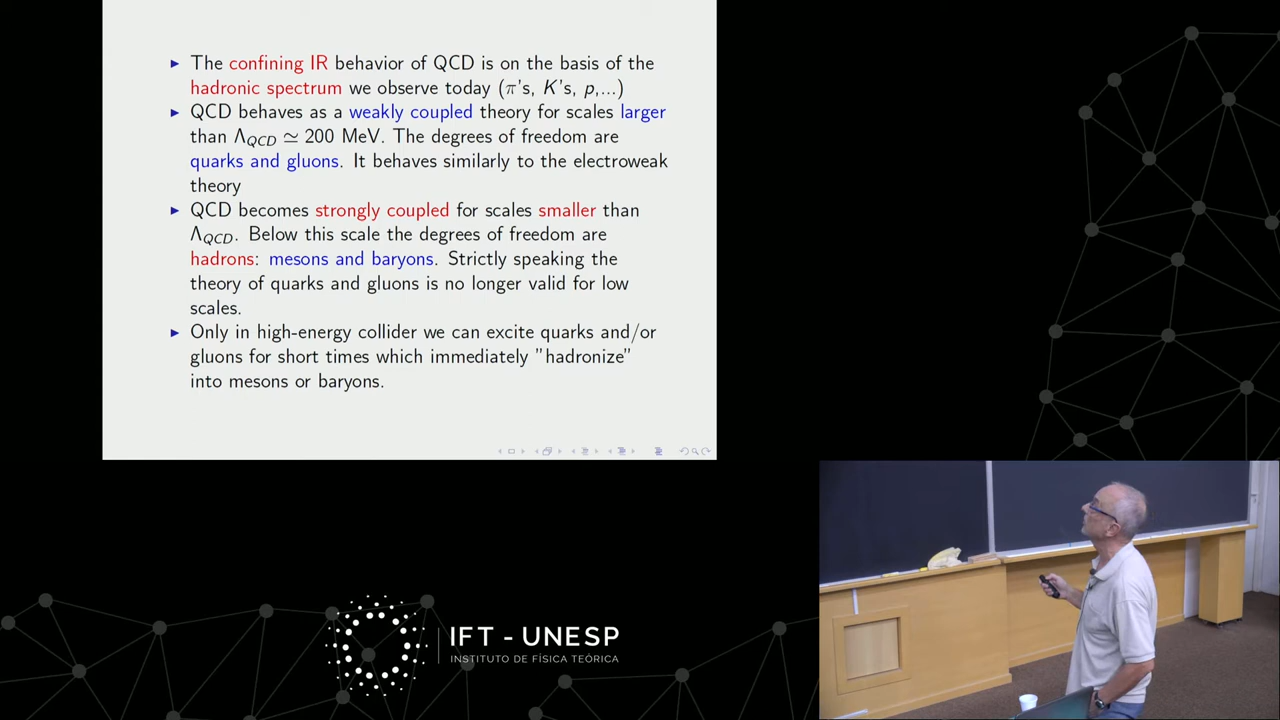 ► The confining IR behavior of QCD is on the basis of the
hadronic spectrum we observe today (π's, K's, p,...)
► QCD behaves as a weakly coupled theory for scales larger
than Λ_QCD ≃ 200 MeV. The degrees of freedom are
quarks and gluons. It behaves similarly to the electroweak
theory
► QCD becomes strongly coupled for scales smaller than
Λ_QCD. Below this scale the degrees of freedom are
hadrons: mesons and baryons. Strictly speaking the
theory of quarks and gluons is no longer valid for low
scales.
► Only in high-energy collider we can excite quarks and/or
gluons for short times which immediately "hadronize"
into mesons or baryons.
IFT - UNESP
INSTITUTO DE FÍSICA TEÓRICA